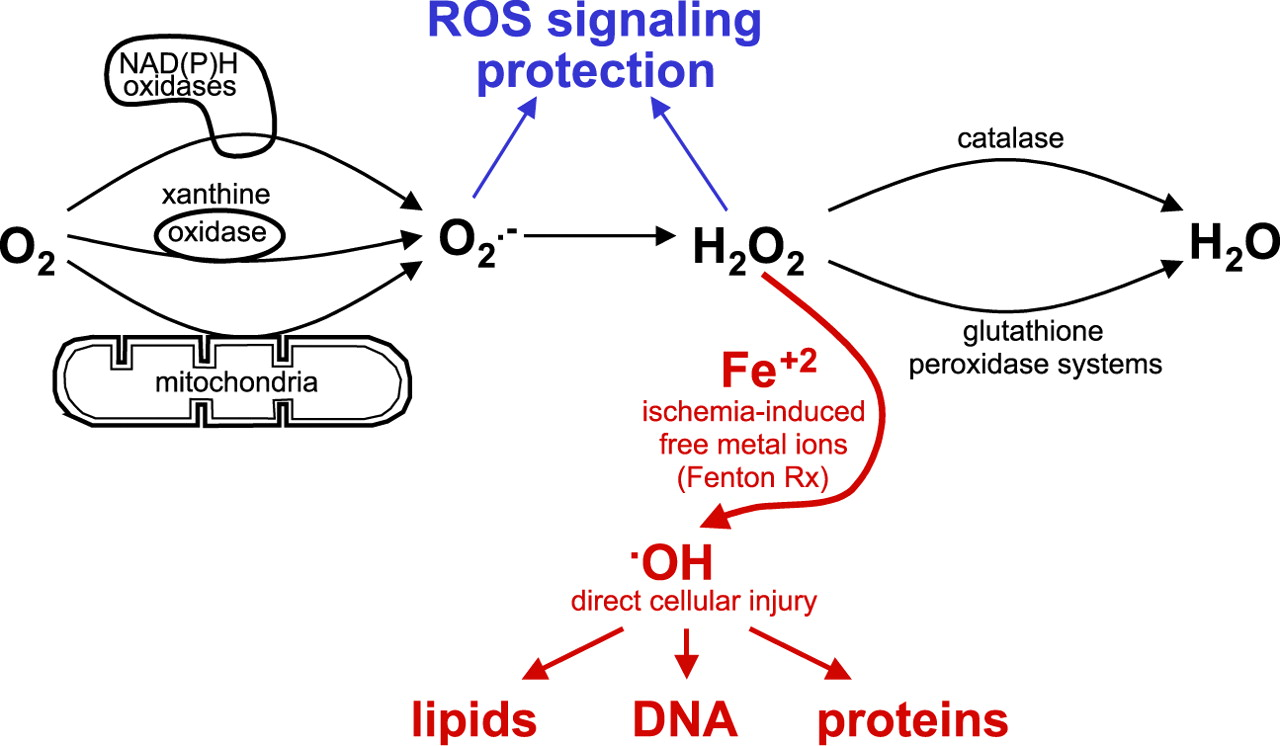 ROS signaling
protection
NAD(P)H
oxidases
xanthine
oxidase
mitochondria
O₂
O₂·-
H₂O₂
catalase
glutathione
peroxidase systems
H₂O
Fe⁺²
ischemia-induced
free metal ions
(Fenton Rx)
·OH
direct cellular injury
lipids
DNA
proteins